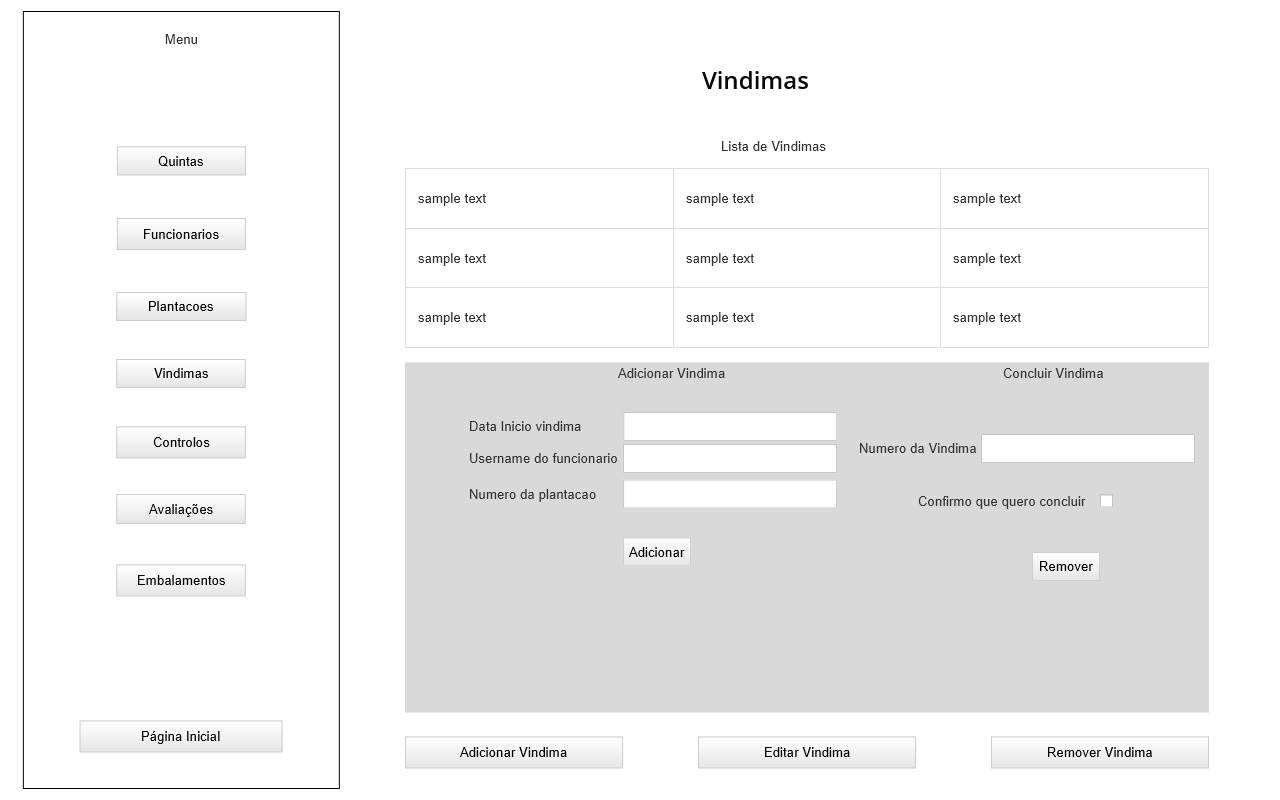 Menu
Quintas
Funcionarios
Plantacoes
Vindimas
Controlos
Avaliações
Embalamentos
Página Inicial
Vindimas
Lista de Vindimas
sample text sample text sample text
sample text sample text sample text
sample text sample text sample text
Adicionar Vindima
Data Inicio vindima
Username do funcionario
Numero da plantacao
Adicionar
Concluir Vindima
Numero da Vindima
Confirmo que quero concluir
Remover
Adicionar Vindima Editar Vindima Remover Vindima